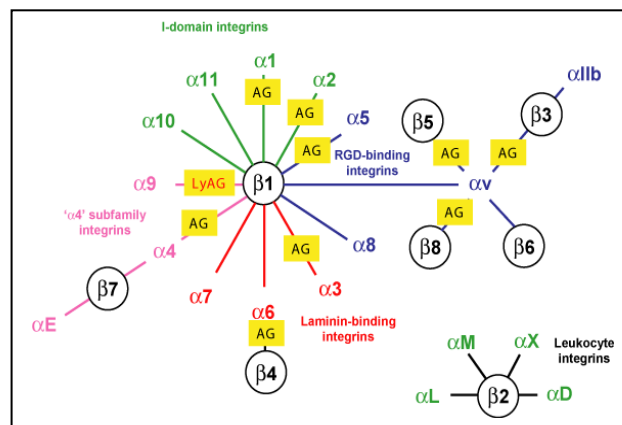 I-domain integrins
α1
α11
α2
αIIb
AG
α10
AG
α5
β5
β3
AG
RGD-binding
integrins
AG
AG
α9
LyAG
β1
αv
'α4' subfamily
integrins
AG
AG
α4
AG
α8
β8
β6
β7
α7
α3
α6
Laminin-binding
integrins
αE
AG
β4
αM
αX
Leukocyte
integrins
αL
β2
αD